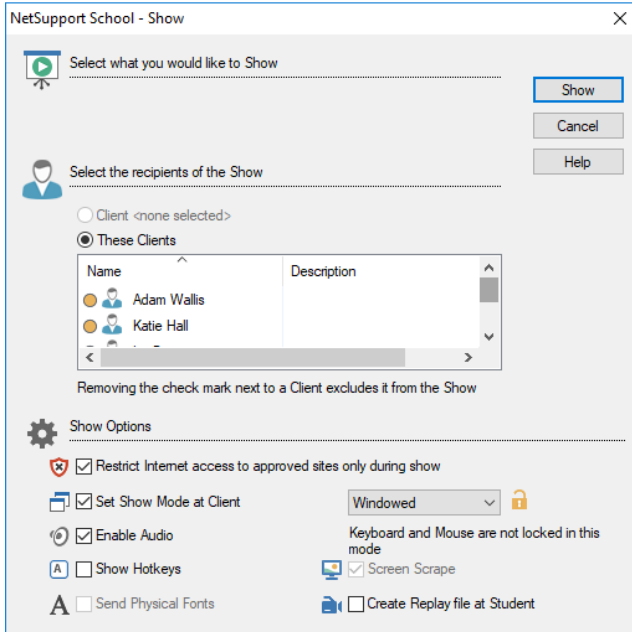 NetSupport School - Show
Select what you would like to Show
Show
Cancel
Help
Select the recipients of the Show
Client <none selected>
These Clients
Name Description
Adam Wallis
Katie Hall
Removing the check mark next to a Client excludes it from the Show
Show Options
Restrict Internet access to approved sites only during show
Set Show Mode at Client Windowed
Enable Audio Keyboard and Mouse are not locked in this
mode
A Show Hotkeys Screen Scrape
A Send Physical Fonts Create Replay file at Student